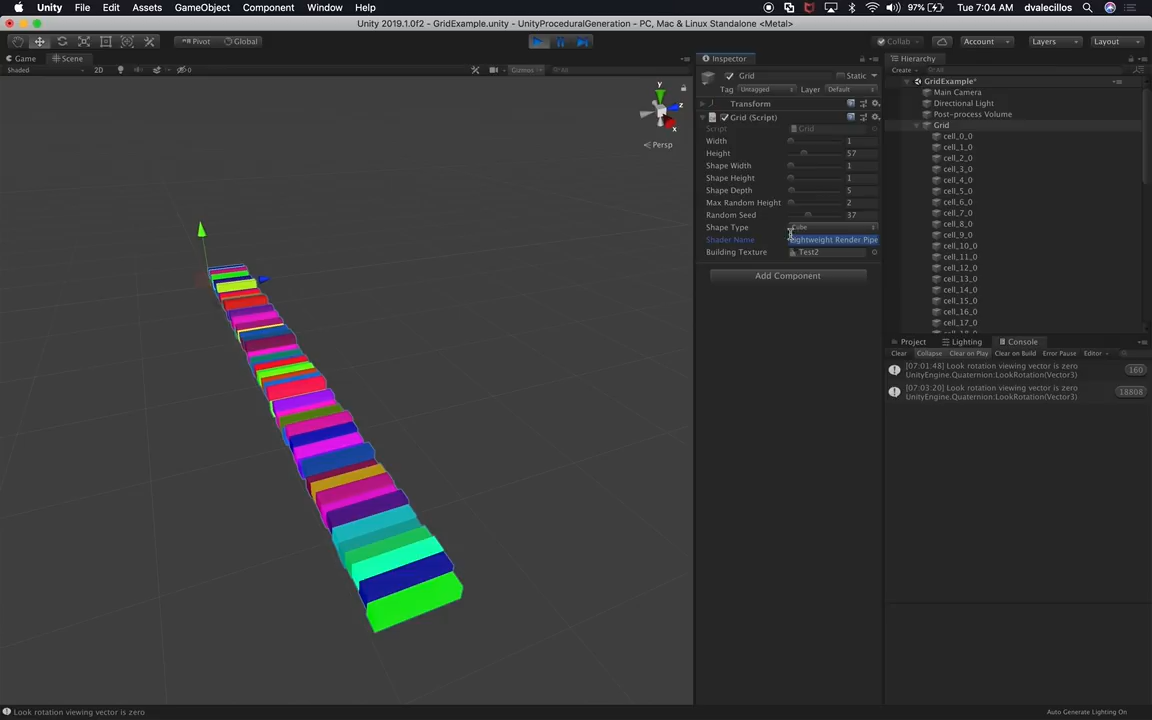 Unity File Edit Assets GameObject Component Window Help
97% Tue 7:04 AM dvalecillos
Unity 2019.1.0f2 - GridExample.unity - UnityProceduralGeneration - PC, Mac & Linux Standalone <Metal>
Pivot Global Collab Account Layers Layout
Game Scene
Shaded 2D 0 Gizmos All
y
z
x
Persp
Inspector
Grid Static
Tag Untagged Layer Default
Transform
Grid (Script)
Script Grid
Width 1
Height 57
Shape Width 1
Shape Height 1
Shape Depth 5
Max Random Height 2
Random Seed 37
Shape Type Cube
Shader Name Lightweight Render Pipe
Building Texture Test2
Add Component
Hierarchy
Create All
GridExample*
Main Camera
Directional Light
Post-process Volume
Grid
cell_0_0
cell_1_0
cell_2_0
cell_3_0
cell_4_0
cell_5_0
cell_6_0
cell_7_0
cell_8_0
cell_9_0
cell_10_0
cell_11_0
cell_12_0
cell_13_0
cell_14_0
cell_15_0
cell_16_0
cell_17_0
Project Lighting Console
Clear Collapse Clear on Play Clear on Build Error Pause Editor
[07:01:48] Look rotation viewing vector is zero
UnityEngine.Quaternion:LookRotation(Vector3)
160
[07:03:20] Look rotation viewing vector is zero
UnityEngine.Quaternion:LookRotation(Vector3)
18808
Look rotation viewing vector is zero
Auto Generate Lighting On